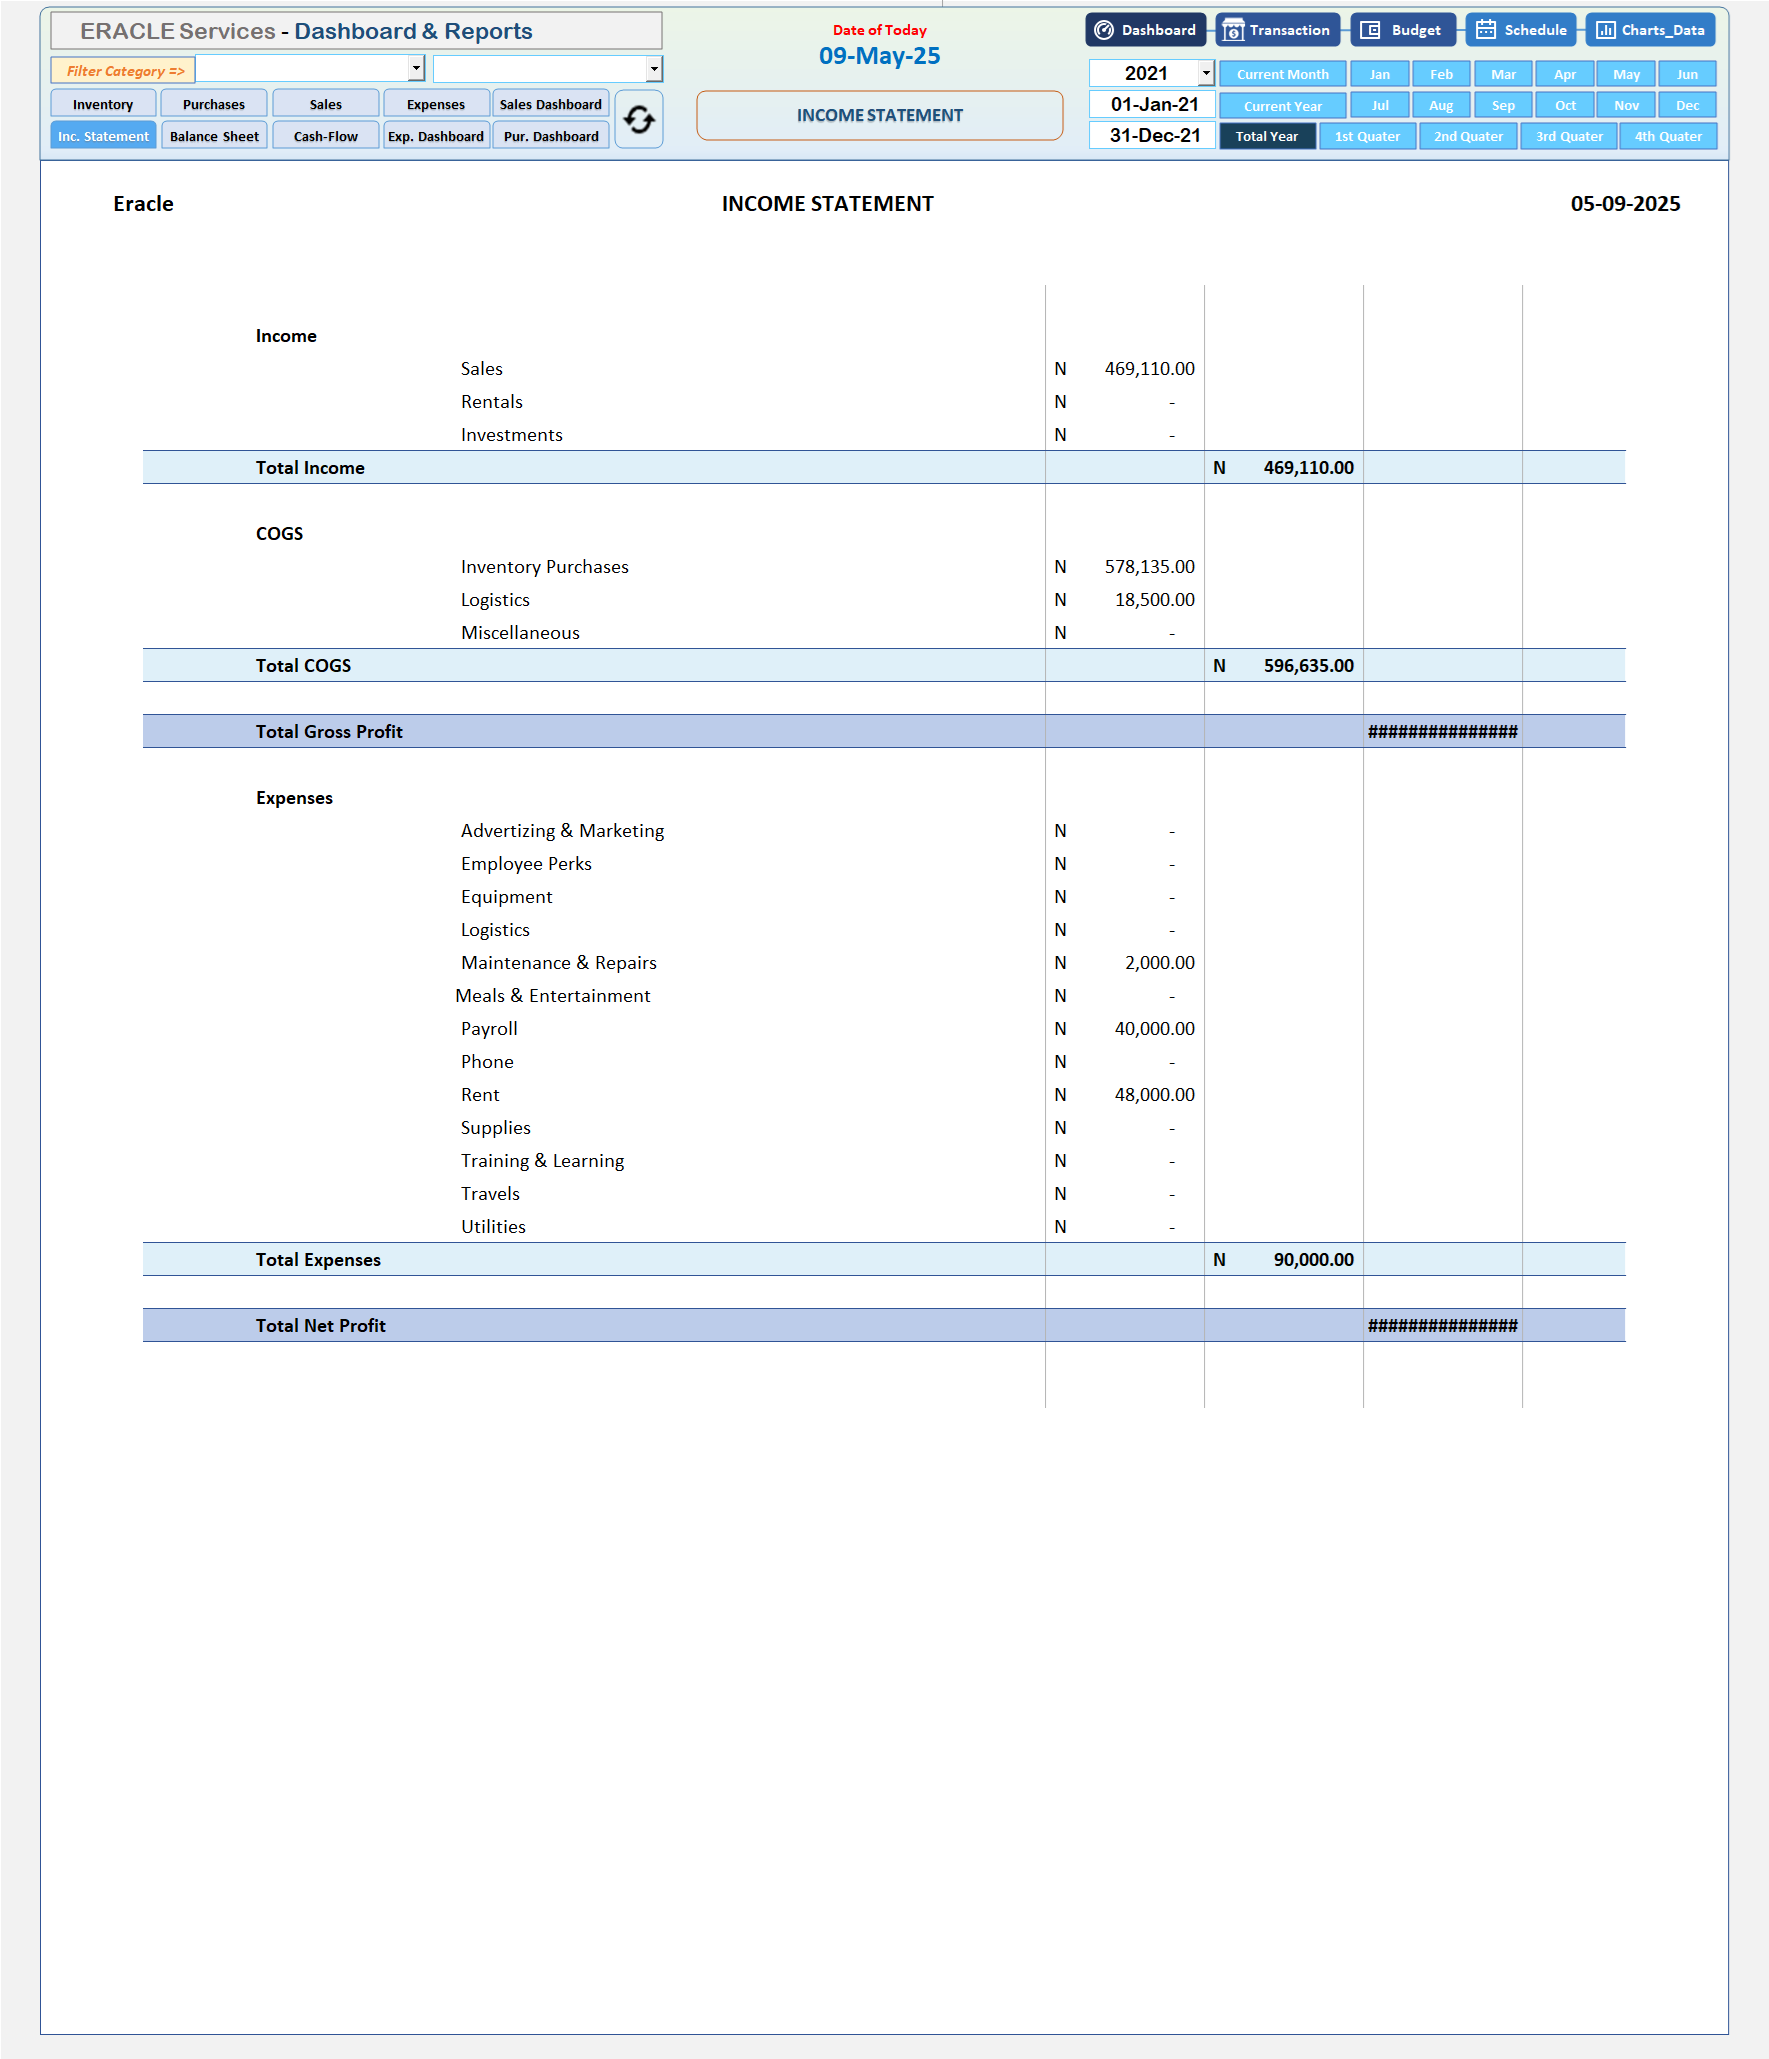 ERACLE Services - Dashboard & Reports
Date of Today
09-May-25
Dashboard Transaction Budget Schedule Charts_Data
Filter Category =>
2021 Current Month Jan Feb Mar Apr May Jun
Inventory Purchases Sales Expenses Sales Dashboard
01-Jan-21 Current Year Jul Aug Sep Oct Nov Dec
INCOME STATEMENT
Inc. Statement Balance Sheet Cash-Flow Exp. Dashboard Pur. Dashboard
31-Dec-21 Total Year 1st Quater 2nd Quater 3rd Quater 4th Quater
Eracle INCOME STATEMENT 05-09-2025
Income
Sales N 469,110.00
Rentals N -
Investments N -
Total Income N 469,110.00
COGS
Inventory Purchases N 578,135.00
Logistics N 18,500.00
Miscellaneous N -
Total COGS N 596,635.00
Total Gross Profit ###############
Expenses
Advertizing & Marketing N -
Employee Perks N -
Equipment N -
Logistics N -
Maintenance & Repairs N 2,000.00
Meals & Entertainment N -
Payroll N 40,000.00
Phone N -
Rent N 48,000.00
Supplies N -
Training & Learning N -
Travels N -
Utilities N -
Total Expenses N 90,000.00
Total Net Profit ###############